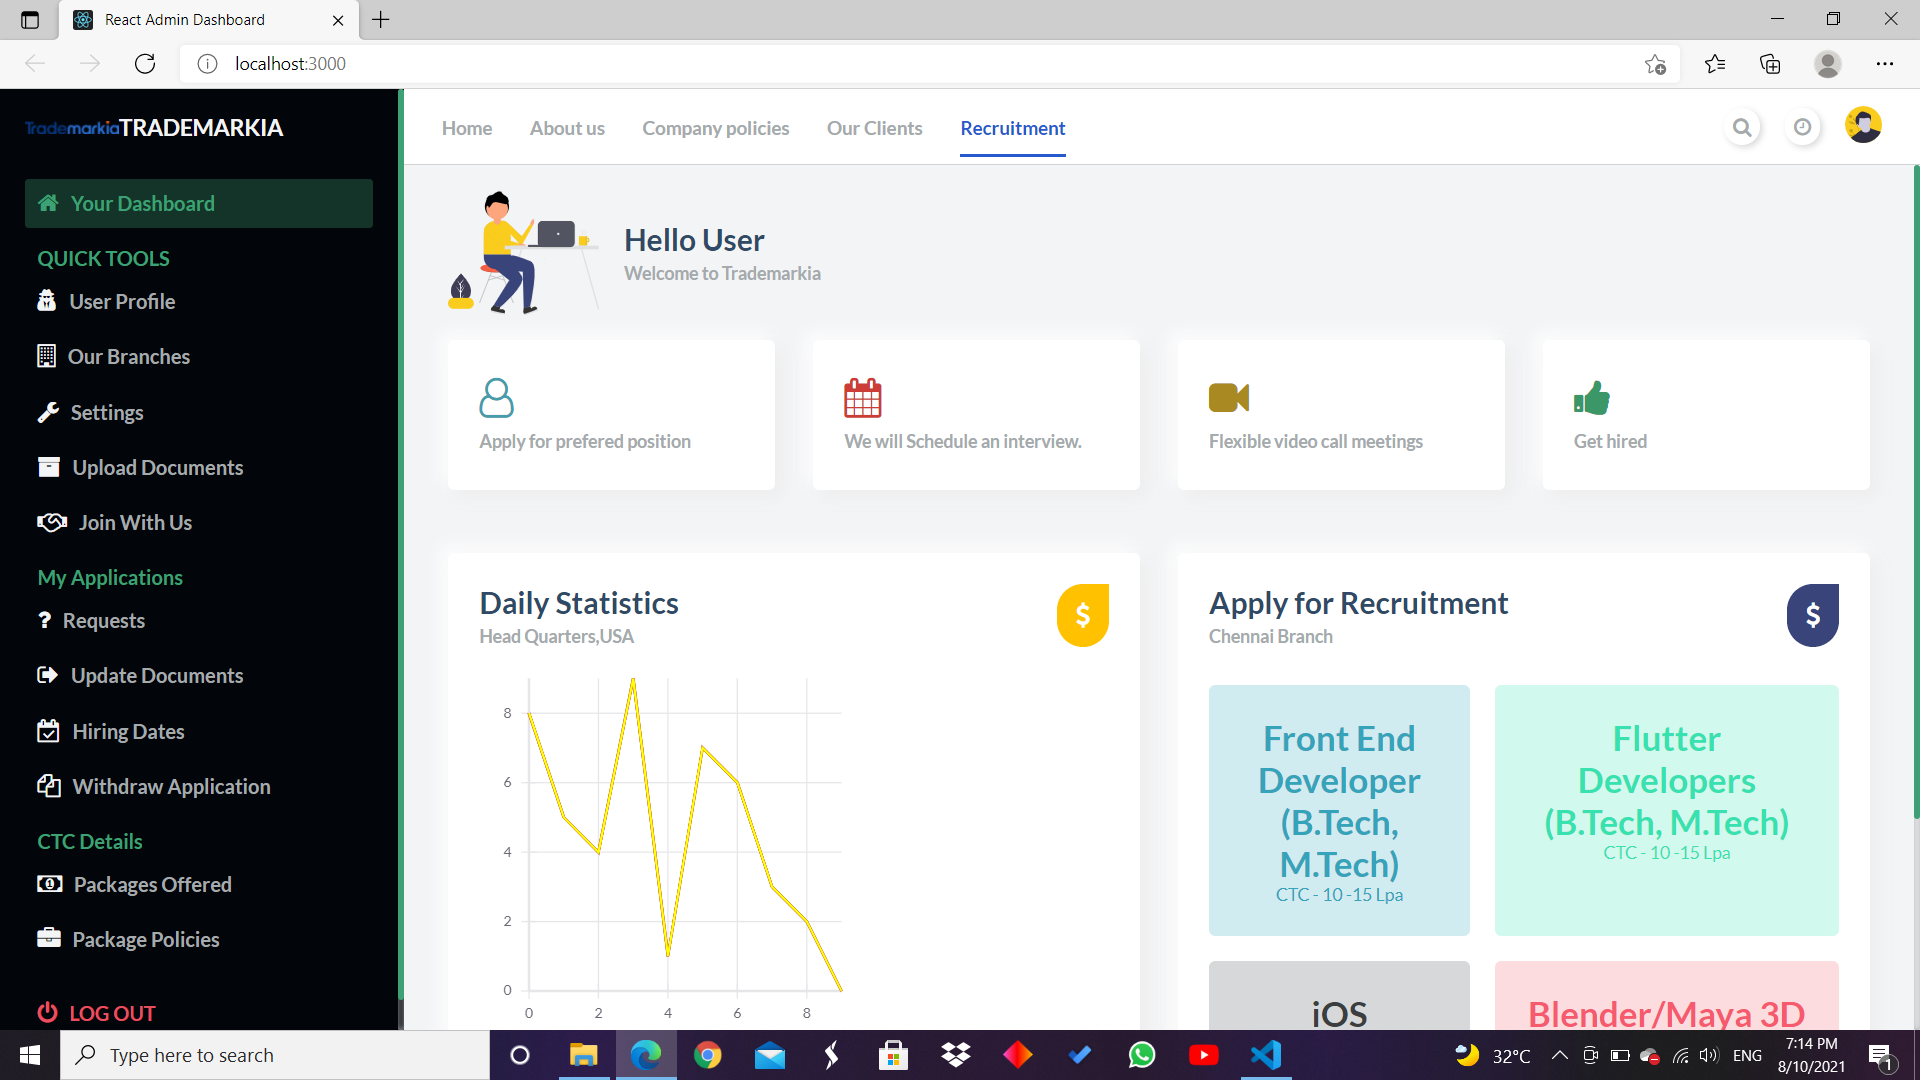 React Admin Dashboard
localhost:3000
Trademarkia TRADEMARKIA
Home About us Company policies Our Clients Recruitment
Your Dashboard
QUICK TOOLS
User Profile
Our Branches
Settings
Upload Documents
Join With Us
My Applications
Requests
Update Documents
Hiring Dates
Withdraw Application
CTC Details
Packages Offered
Package Policies
LOG OUT
Hello User
Welcome to Trademarkia
Apply for prefered position
We will Schedule an interview.
Flexible video call meetings
Get hired
Daily Statistics
Head Quarters,USA
$
8
6
4
2
0
0 2 4 6 8
Apply for Recruitment
Chennai Branch
$
Front End
Developer
(B.Tech,
M.Tech)
CTC - 10 -15 Lpa
Flutter
Developers
(B.Tech, M.Tech)
CTC - 10 -15 Lpa
iOS
Blender/Maya 3D
Type here to search
32°C
ENG
7:14 PM
8/10/2021
1